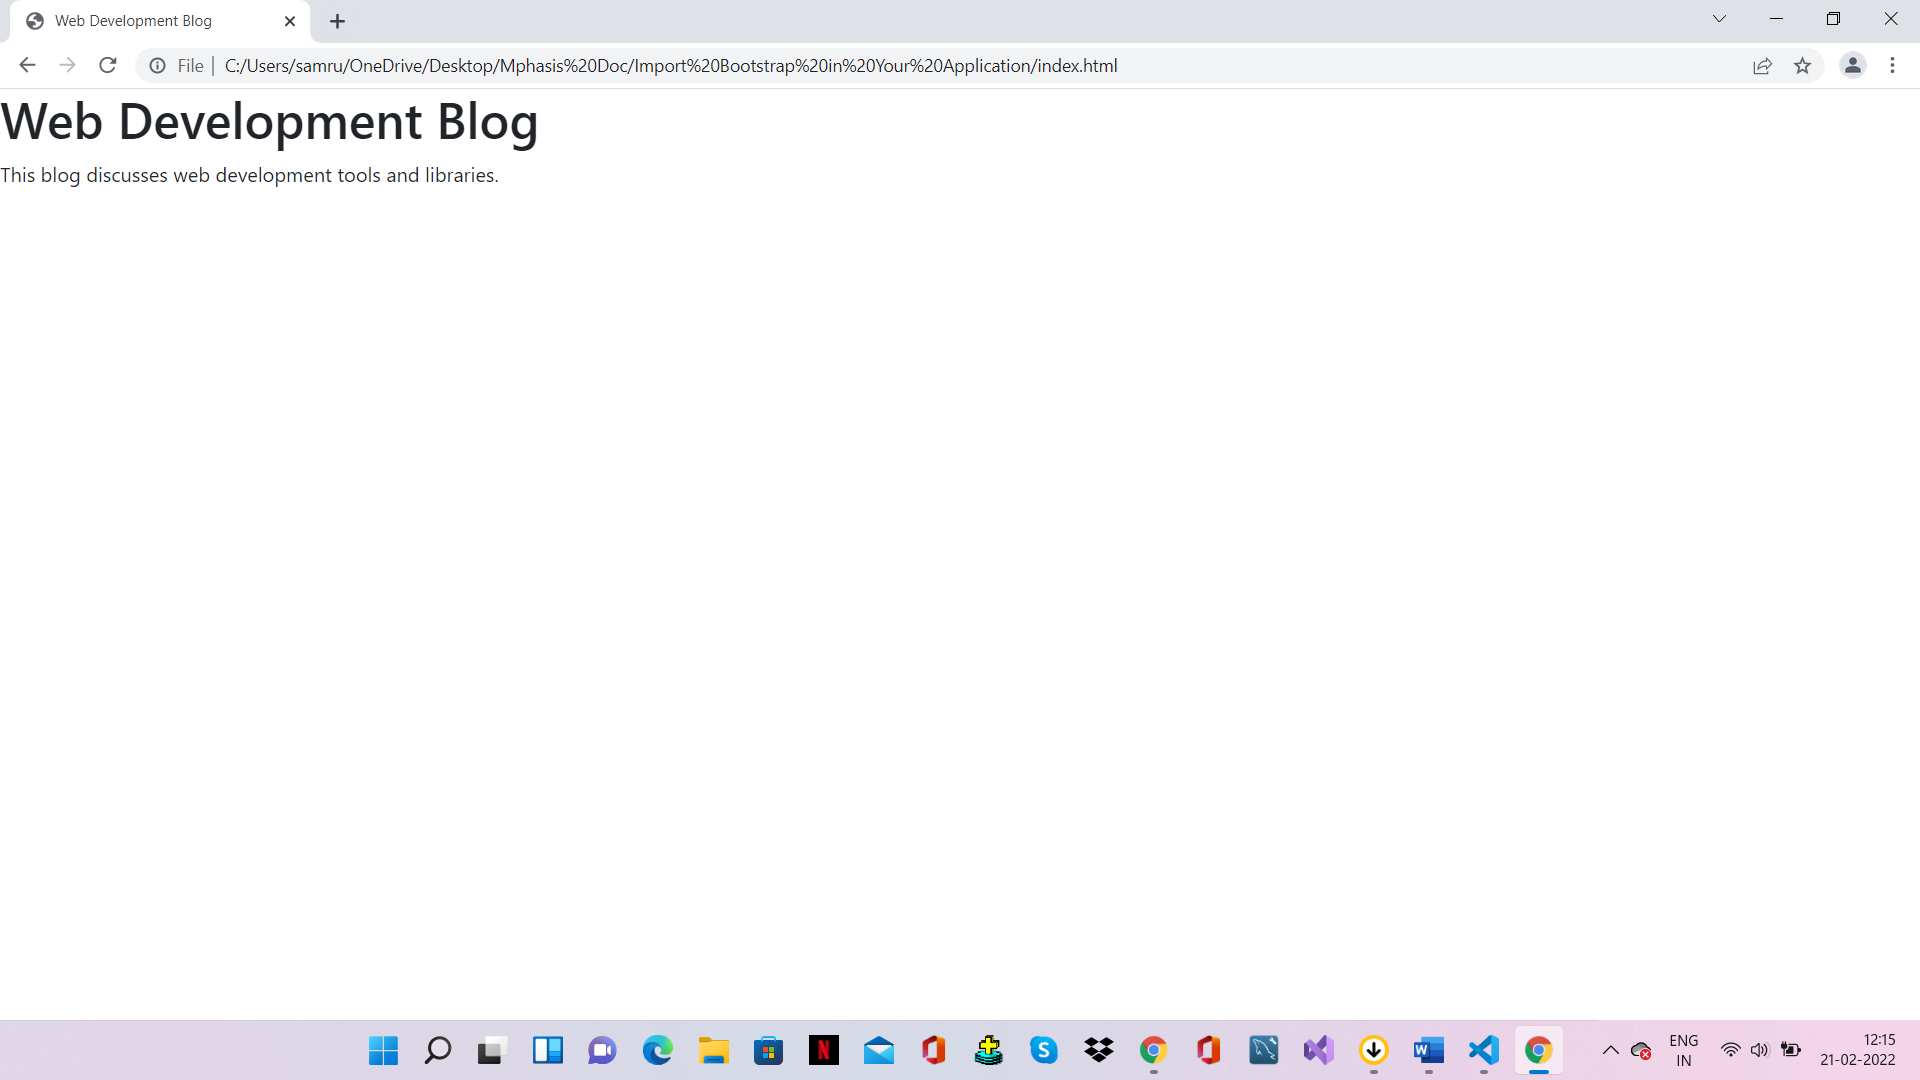 Web Development Blog
File | C:/Users/samru/OneDrive/Desktop/Mphasis%20Doc/Import%20Bootstrap%20in%20Your%20Application/index.html
Web Development Blog
This blog discusses web development tools and libraries.
N
S
W
ENG
IN
12:15
21-02-2022